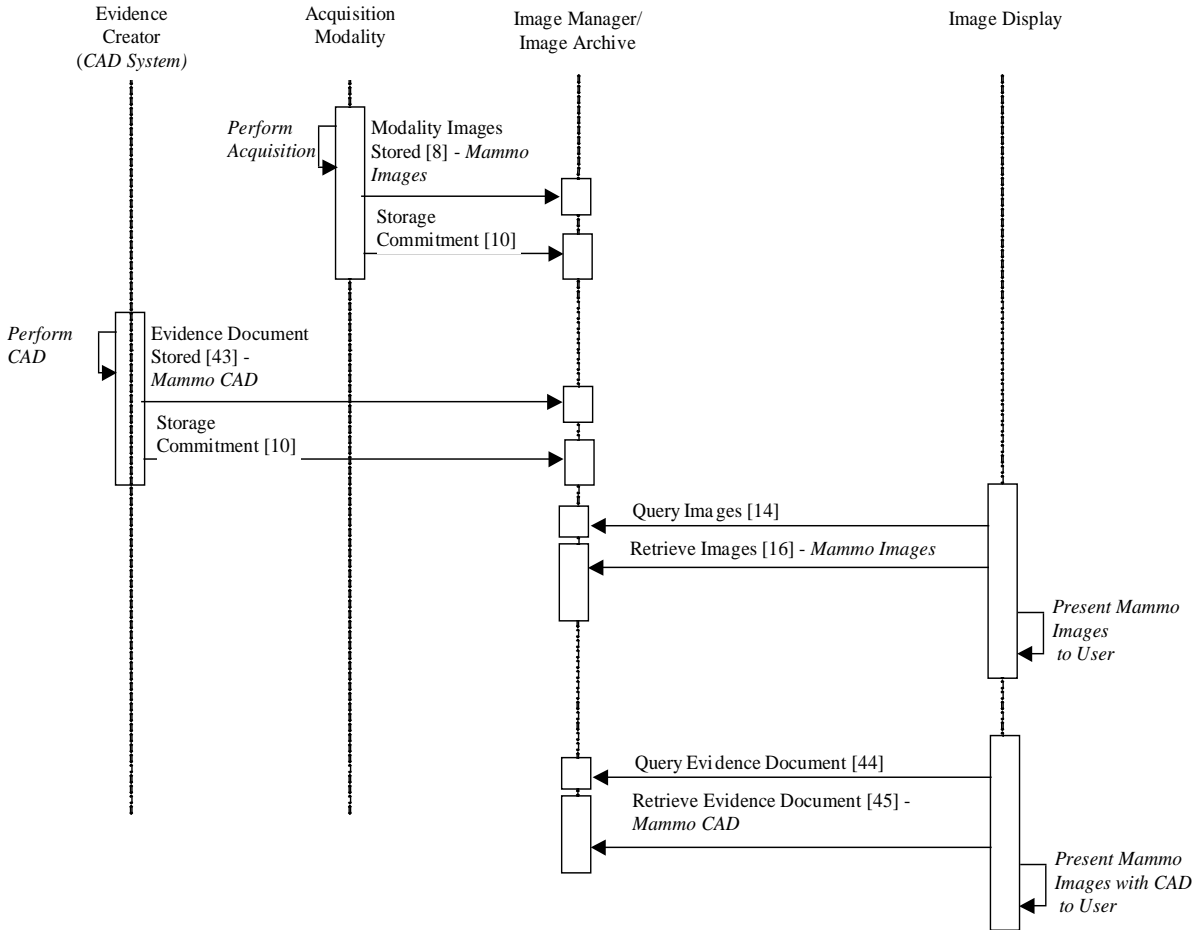 Evidence
Creator
(CAD System)
Acquisition
Modality
Image Manager/
Image Archive
Image Display
Perform
Acquisition
Modality Images
Stored [8] - Mammo
Images
Storage
Commitment [10]
Perform
CAD
Evidence Document
Stored [43] -
Mammo CAD
Storage
Commitment [10]
Query Images [14]
Retrieve Images [16] - Mammo Images
Present Mammo
Images
to User
Query Evidence Document [44]
Retrieve Evidence Document [45] -
Mammo CAD
Present Mammo
Images with CAD
to User